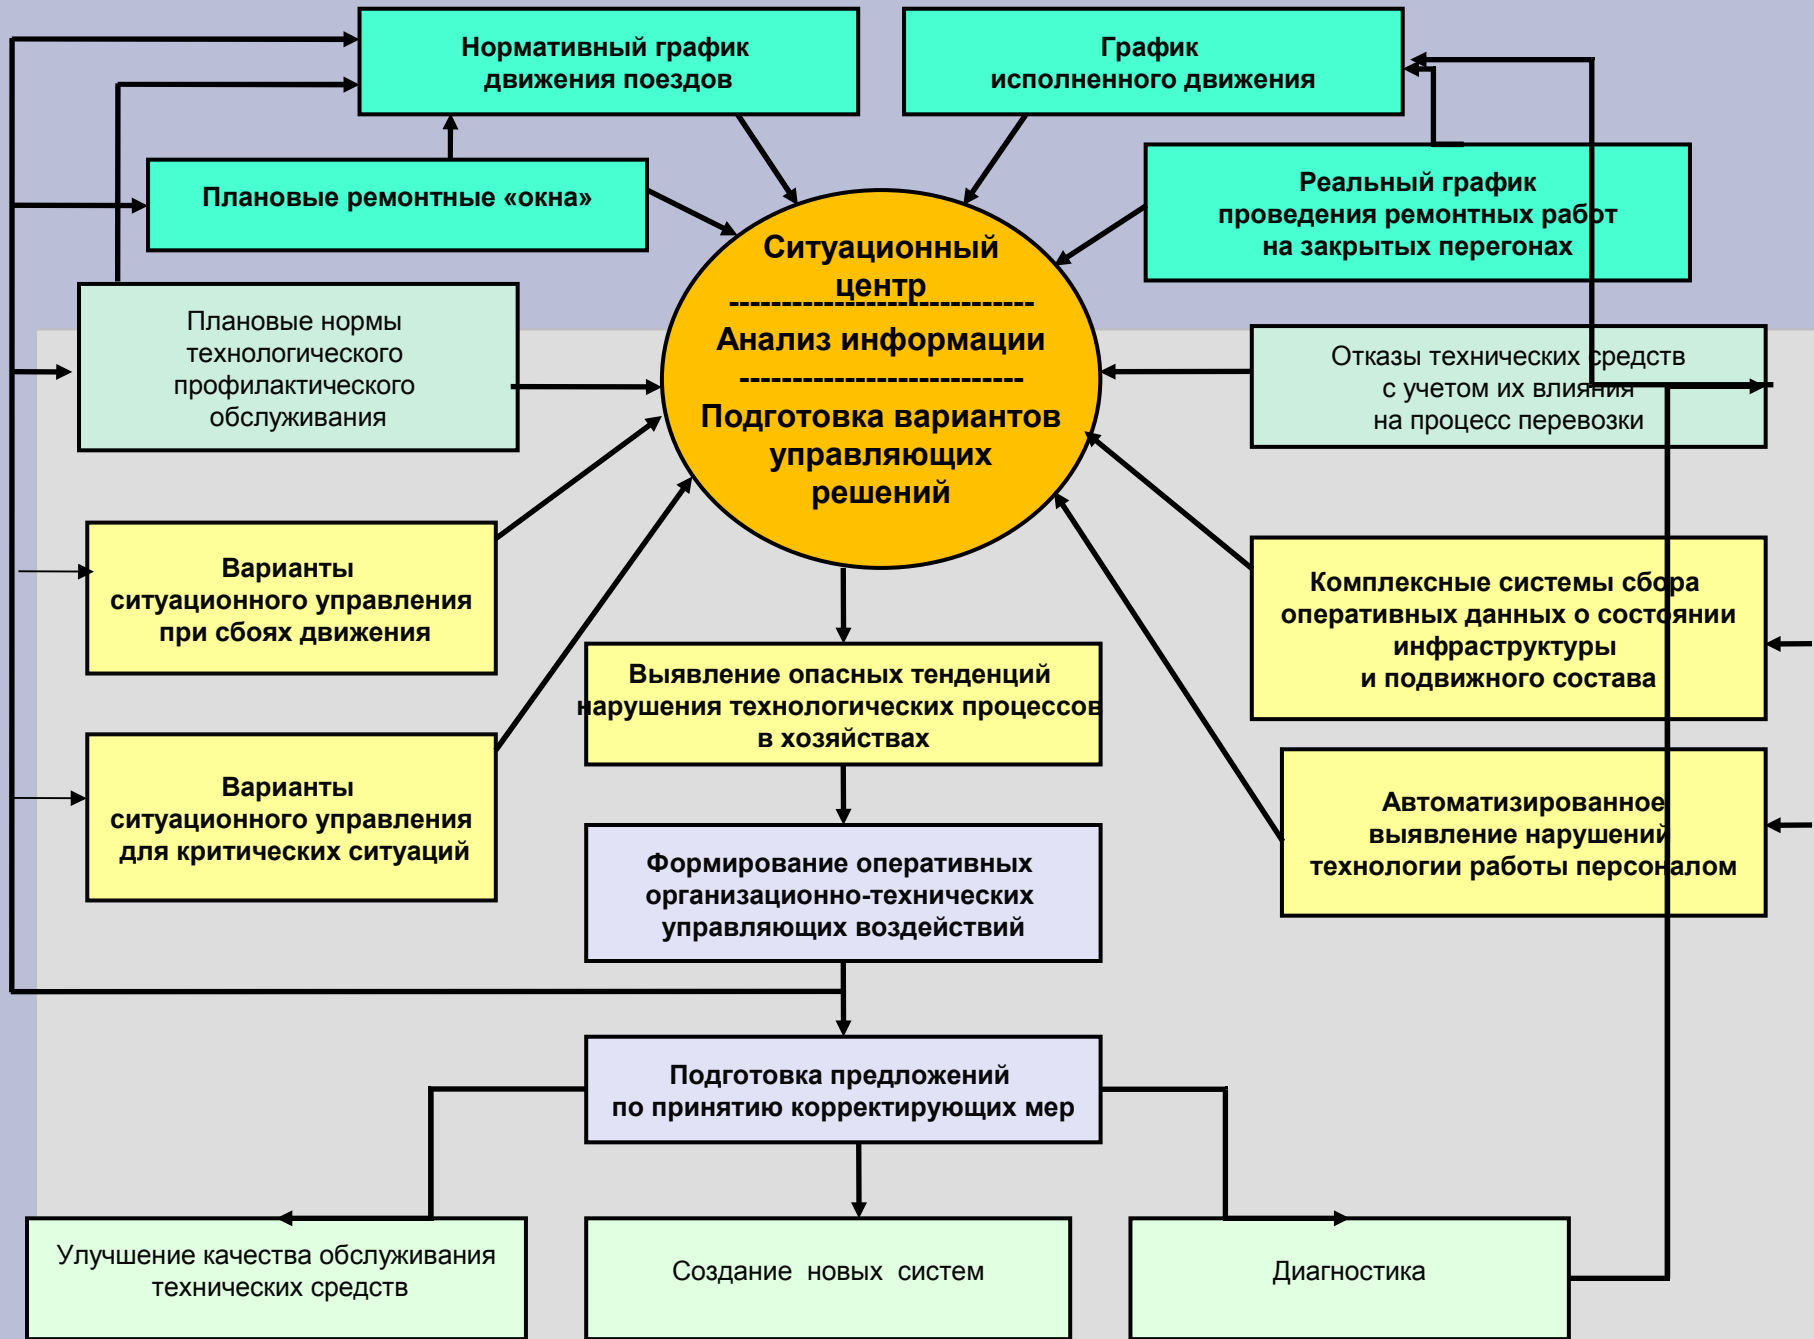 Нормативный график
движения поездов
График
исполненного движения
Плановые ремонтные «окна»
Реальный график
проведения ремонтных работ
на закрытых перегонах
Ситуационный
центр
-----------------------------
Анализ информации
---------------------------
Подготовка вариантов
управляющих
решений
Плановые нормы
технологического
профилактического
обслуживания
Отказы технических средств
с учетом их влияния
на процесс перевозки
Варианты
ситуационного управления
при сбоях движения
Комплексные системы сбора
оперативных данных о состоянии
инфраструктуры
и подвижного состава
Выявление опасных тенденций
нарушения технологических процессов
в хозяйствах
Варианты
ситуационного управления
для критических ситуаций
Автоматизированное
выявление нарушений
технологии работы персоналом
Формирование оперативных
организационно-технических
управляющих воздействий
Подготовка предложений
по принятию корректирующих мер
Улучшение качества обслуживания
технических средств
Создание новых систем
Диагностика